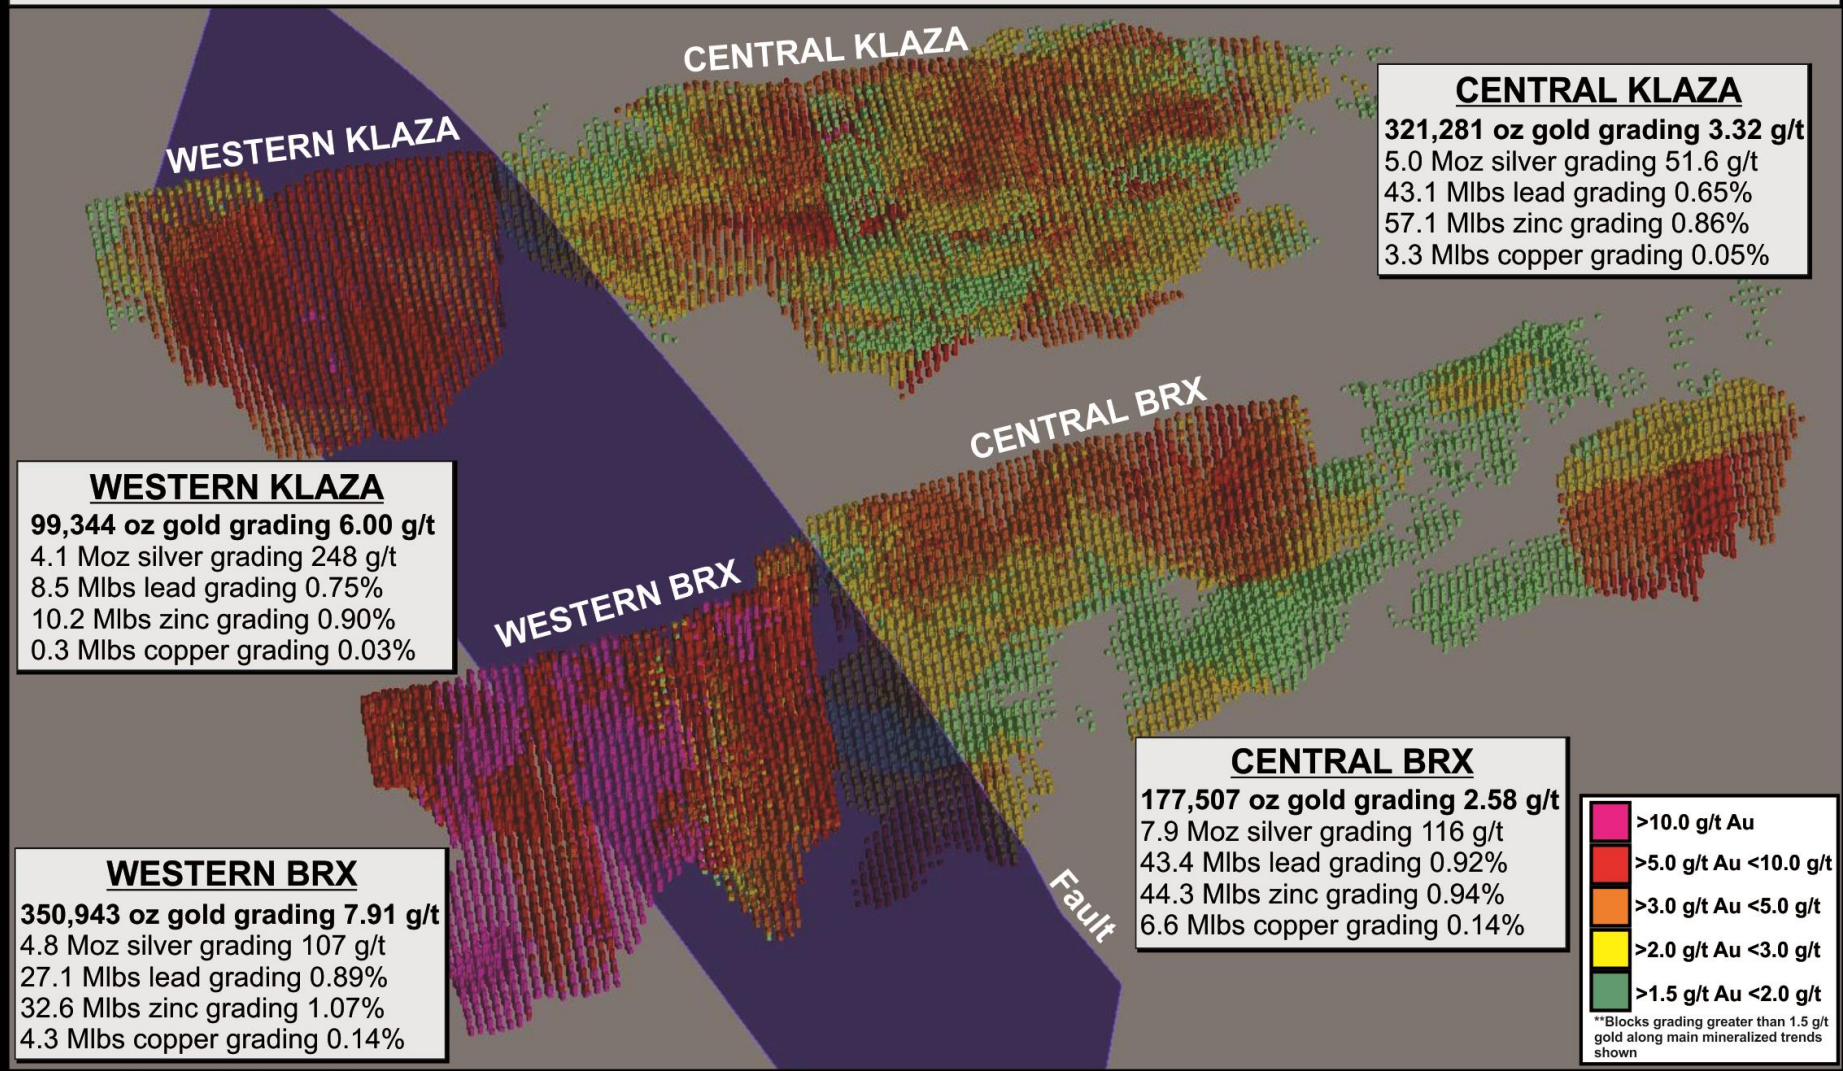 CENTRAL KLAZA
WESTERN KLAZA
CENTRAL KLAZA
321,281 oz gold grading 3.32 g/t
5.0 Moz silver grading 51.6 g/t
43.1 Mlbs lead grading 0.65%
57.1 Mlbs zinc grading 0.86%
3.3 Mlbs copper grading 0.05%
CENTRAL BRX
WESTERN KLAZA
99,344 oz gold grading 6.00 g/t
4.1 Moz silver grading 248 g/t
8.5 Mlbs lead grading 0.75%
10.2 Mlbs zinc grading 0.90%
0.3 Mlbs copper grading 0.03%
WESTERN BRX
WESTERN BRX
350,943 oz gold grading 7.91 g/t
4.8 Moz silver grading 107 g/t
27.1 Mlbs lead grading 0.89%
32.6 Mlbs zinc grading 1.07%
4.3 Mlbs copper grading 0.14%
Fault
CENTRAL BRX
177,507 oz gold grading 2.58 g/t
7.9 Moz silver grading 116 g/t
43.4 Mlbs lead grading 0.92%
44.3 Mlbs zinc grading 0.94%
6.6 Mlbs copper grading 0.14%
>10.0 g/t Au
>5.0 g/t Au <10.0 g/t
>3.0 g/t Au <5.0 g/t
>2.0 g/t Au <3.0 g/t
>1.5 g/t Au <2.0 g/t
**Blocks grading greater than 1.5 g/t
gold along main mineralized trends
shown